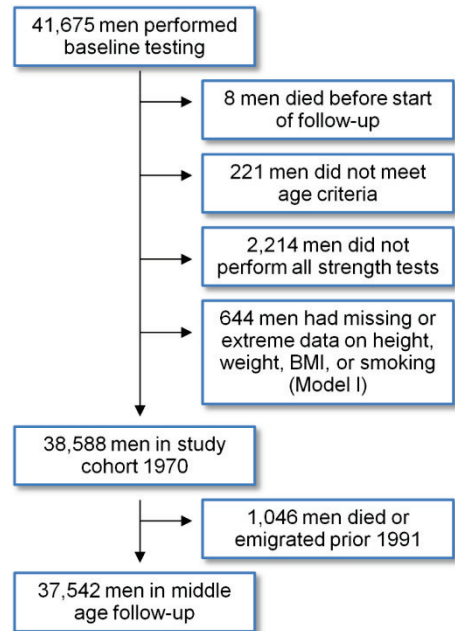 41,675 men performed
baseline testing
8 men died before start
of follow-up
221 men did not meet
age criteria
2,214 men did not
perform all strength tests
644 men had missing or
extreme data on height,
weight, BMI, or smoking
(Model I)
38,588 men in study
cohort 1970
1,046 men died or
emigrated prior 1991
37,542 men in middle
age follow-up